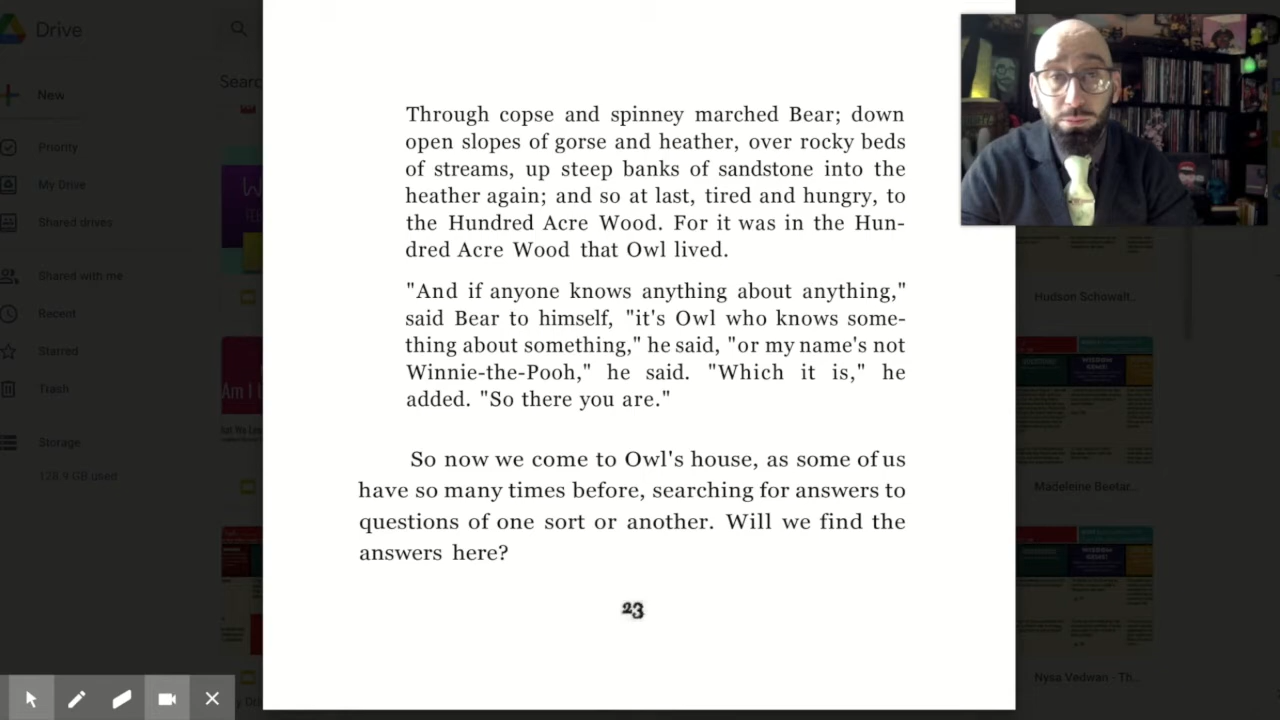 Drive
Searc
New
Priority
My Drive
Shared drives
Shared with me
Recent
Starred
Trash
Storage
128.9 GB used
Through copse and spinney marched Bear; down
open slopes of gorse and heather, over rocky beds
of streams, up steep banks of sandstone into the
heather again; and so at last, tired and hungry, to
the Hundred Acre Wood. For it was in the Hun-
dred Acre Wood that Owl lived.
"And if anyone knows anything about anything,"
said Bear to himself, "it's Owl who knows some-
thing about something," he said, "or my name's not
Winnie-the-Pooh," he said. "Which it is," he
added. "So there you are."
So now we come to Owl's house, as some of us
have so many times before, searching for answers to
questions of one sort or another. Will we find the
answers here?
23
Hudson Schowalt..
Madeleine Beetar...
Nysa Vedwan - Th...